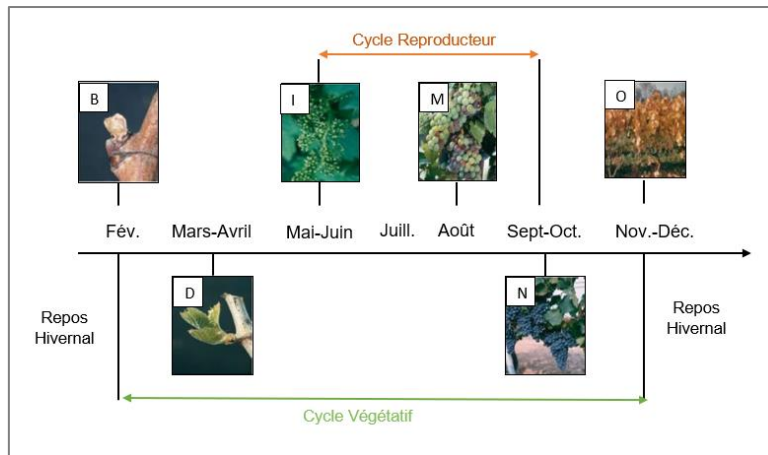 Cycle Reproducteur
B
I
M
O
Fév.
Mars-Avril
Mai-Juin
Juill.
Août
Sept-Oct.
Nov.-Déc.
D
N
Repos
Hivernal
Repos
Hivernal
Cycle Végétatif